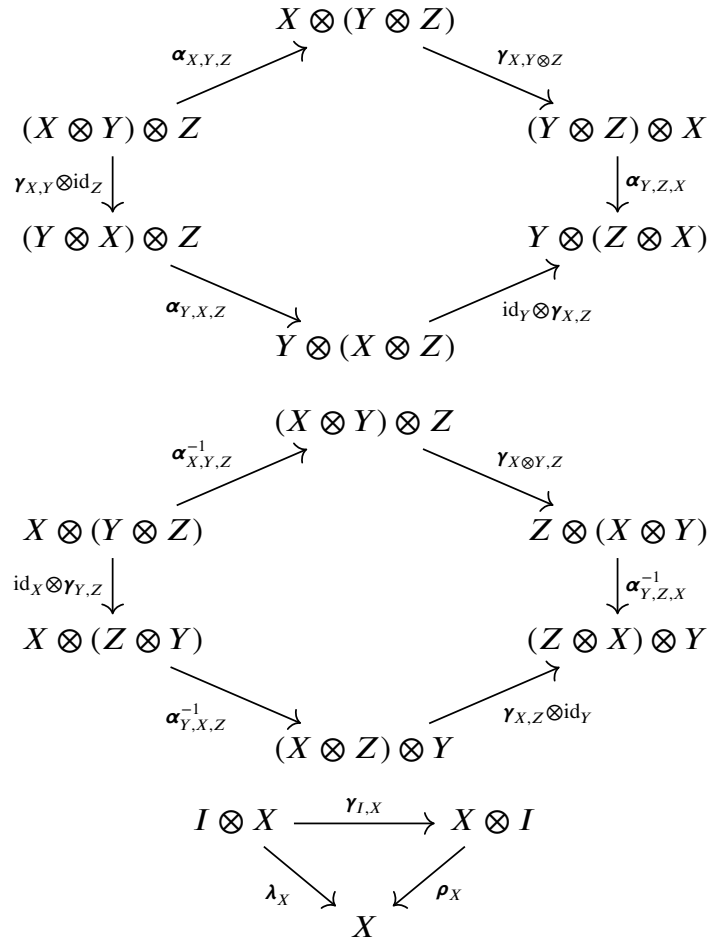 X ⊗ (Y ⊗ Z)
α_{X,Y,Z} γ_{X,Y⊗Z}
(X ⊗ Y) ⊗ Z (Y ⊗ Z) ⊗ X
γ_{X,Y}⊗id_Z α_{Y,Z,X}
(Y ⊗ X) ⊗ Z Y ⊗ (Z ⊗ X)
α_{Y,X,Z} id_Y⊗γ_{X,Z}
Y ⊗ (X ⊗ Z)
(X ⊗ Y) ⊗ Z
α^{-1}_{X,Y,Z} γ_{X⊗Y,Z}
X ⊗ (Y ⊗ Z) Z ⊗ (X ⊗ Y)
id_X⊗γ_{Y,Z} α^{-1}_{Y,Z,X}
X ⊗ (Z ⊗ Y) (Z ⊗ X) ⊗ Y
α^{-1}_{Y,X,Z} γ_{X,Z}⊗id_Y
(X ⊗ Z) ⊗ Y
γ_{I,X}
I ⊗ X X ⊗ I
λ_X ρ_X
X